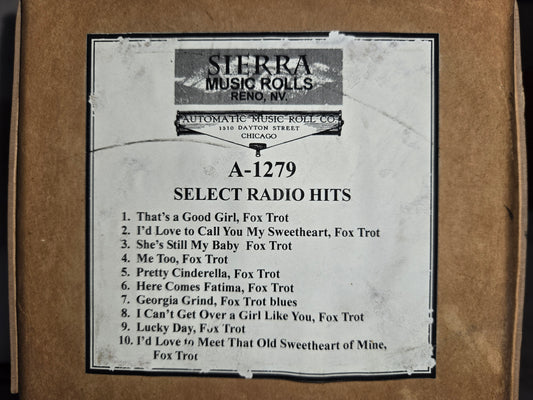 SIERRA
MUSIC ROLLS
RENO, NV.
AUTOMATIC MUSIC ROLL CO.
1510 DAYTON STREET
CHICAGO
A-1279
SELECT RADIO HITS
1. That's a Good Girl, Fox Trot
2. I'd Love to Call You My Sweetheart, Fox Trot
3. She's Still My Baby Fox Trot
4. Me Too, Fox Trot
5. Pretty Cinderella, Fox Trot
6. Here Comes Fatima, Fox Trot
7. Georgia Grind, Fox Trot blues
8. I Can't Get Over a Girl Like You, Fox Trot
9. Lucky Day, Fox Trot
10. I'd Love to Meet That Old Sweetheart of Mine,
Fox Trot